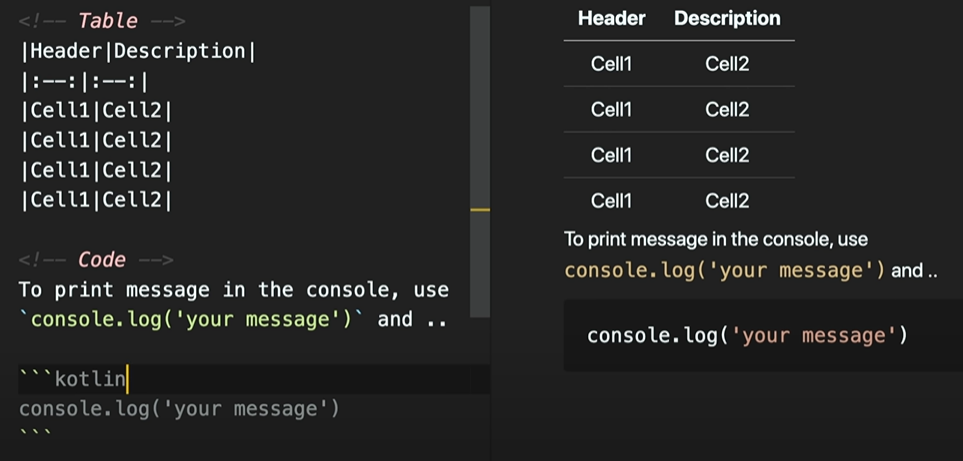 <!-- Table -->
|Header|Description|
|:--:|:--:|
|Cell1|Cell2|
|Cell1|Cell2|
|Cell1|Cell2|
|Cell1|Cell2|
<!-- Code -->
To print message in the console, use
`console.log('your message')` and ..
```kotlin
console.log('your message')
```
Header Description
Cell1 Cell2
Cell1 Cell2
Cell1 Cell2
Cell1 Cell2
To print message in the console, use
console.log('your message') and ..
console.log('your message')